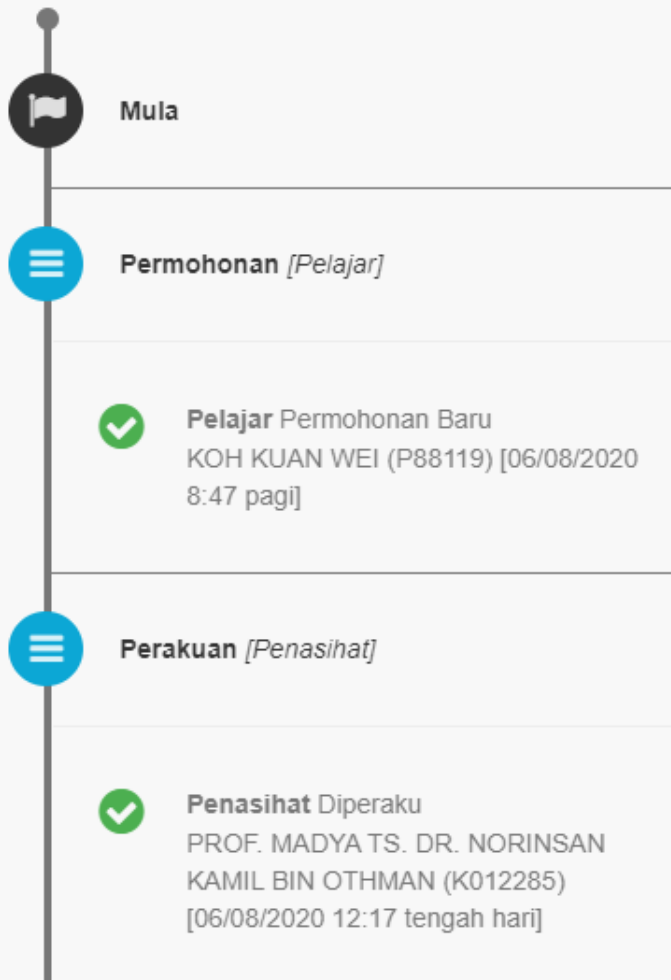 Mula
Permohonan [Pelajar]
Pelajar Permohonan Baru
KOH KUAN WEI (P88119) [06/08/2020
8:47 pagi]
Perakuan [Penasihat]
Penasihat Diperaku
PROF. MADYA TS. DR. NORINSAN
KAMIL BIN OTHMAN (K012285)
[06/08/2020 12:17 tengah hari]